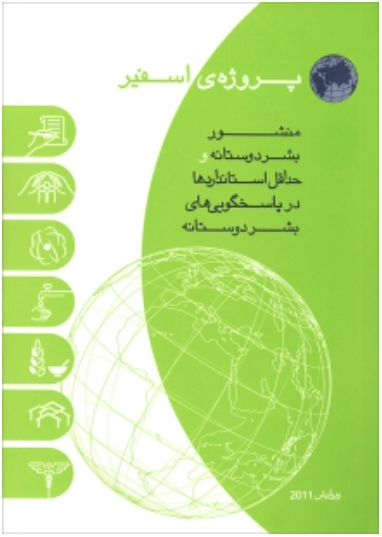 پروژه‌ی اسفیر
منشور
بشردوستانه و
حداقل استانداردها
در پاسخگویی‌های
بشردوستانه
ویرایش 2011